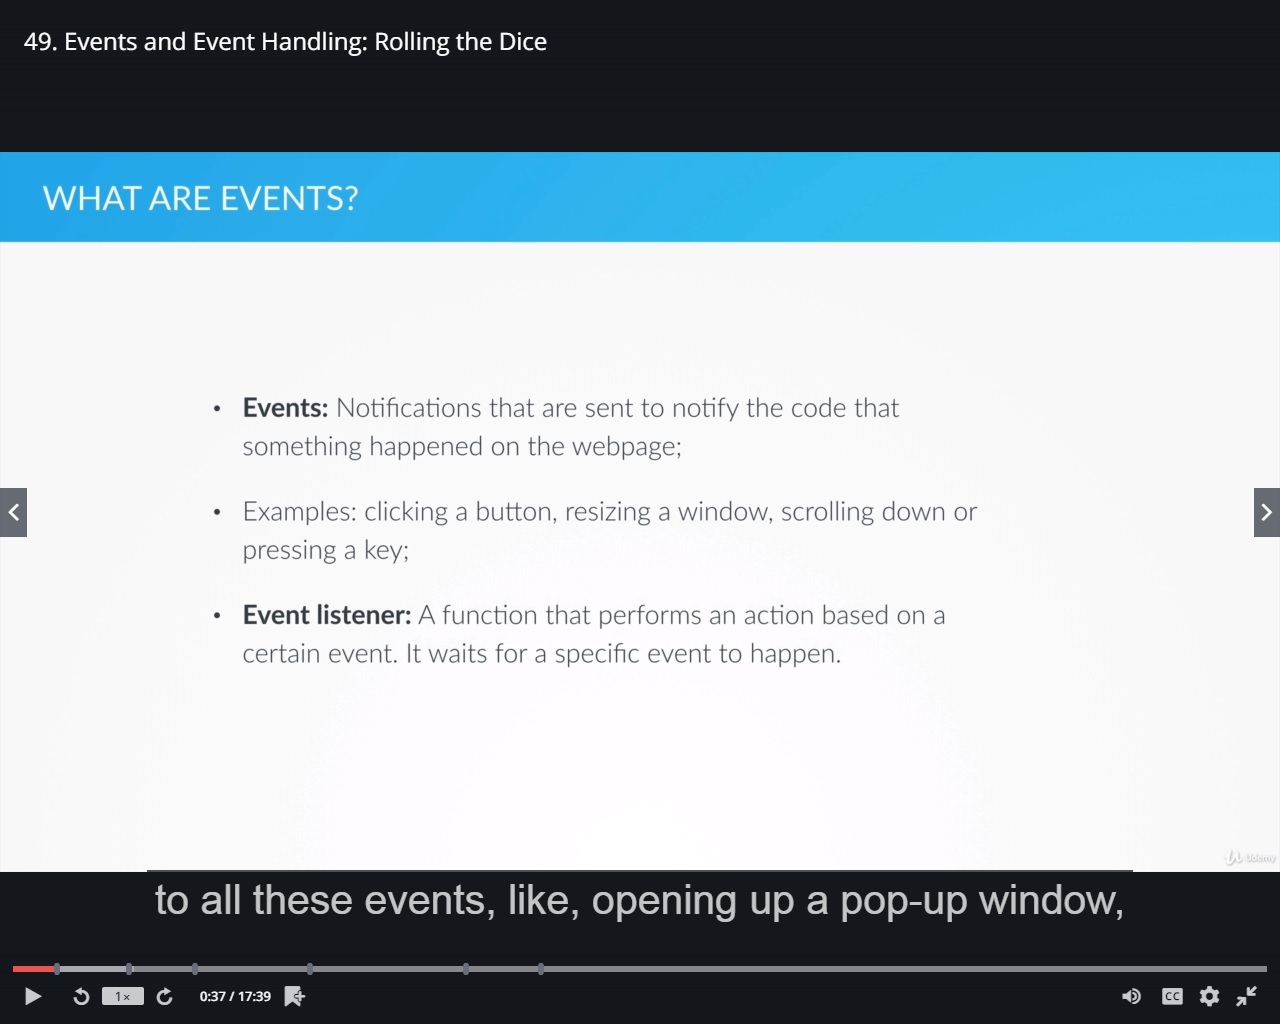 49. Events and Event Handling: Rolling the Dice
WHAT ARE EVENTS?
• Events: Notifications that are sent to notify the code that
something happened on the webpage;
• Examples: clicking a button, resizing a window, scrolling down or
pressing a key;
• Event listener: A function that performs an action based on a
certain event. It waits for a specific event to happen.
Udemy
to all these events, like, opening up a pop-up window,
1x 0:37 / 17:39 CC